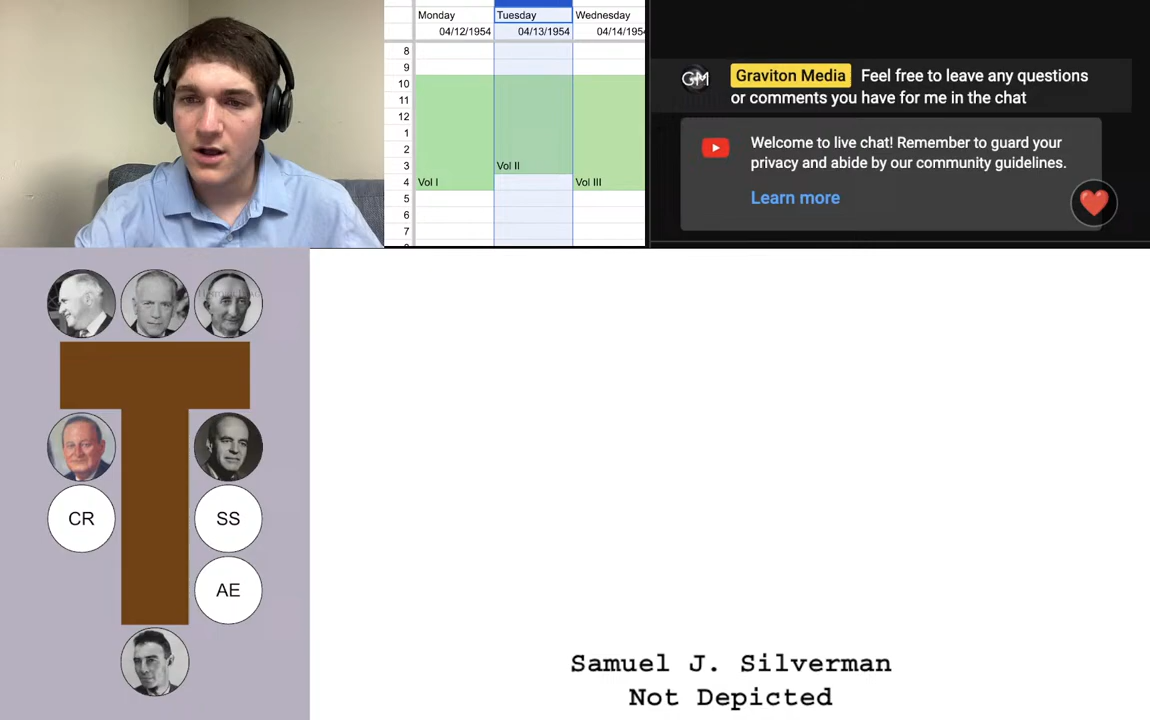 Monday Tuesday Wednesday
04/12/1954 04/13/1954 04/14/1954
8
9
10
11
12
1
2
3 Vol II
4 Vol I Vol III
5
6
7
GM Graviton Media Feel free to leave any questions
or comments you have for me in the chat
Welcome to live chat! Remember to guard your
privacy and abide by our community guidelines.
Learn more
CR SS
AE
Samuel J. Silverman
Not Depicted